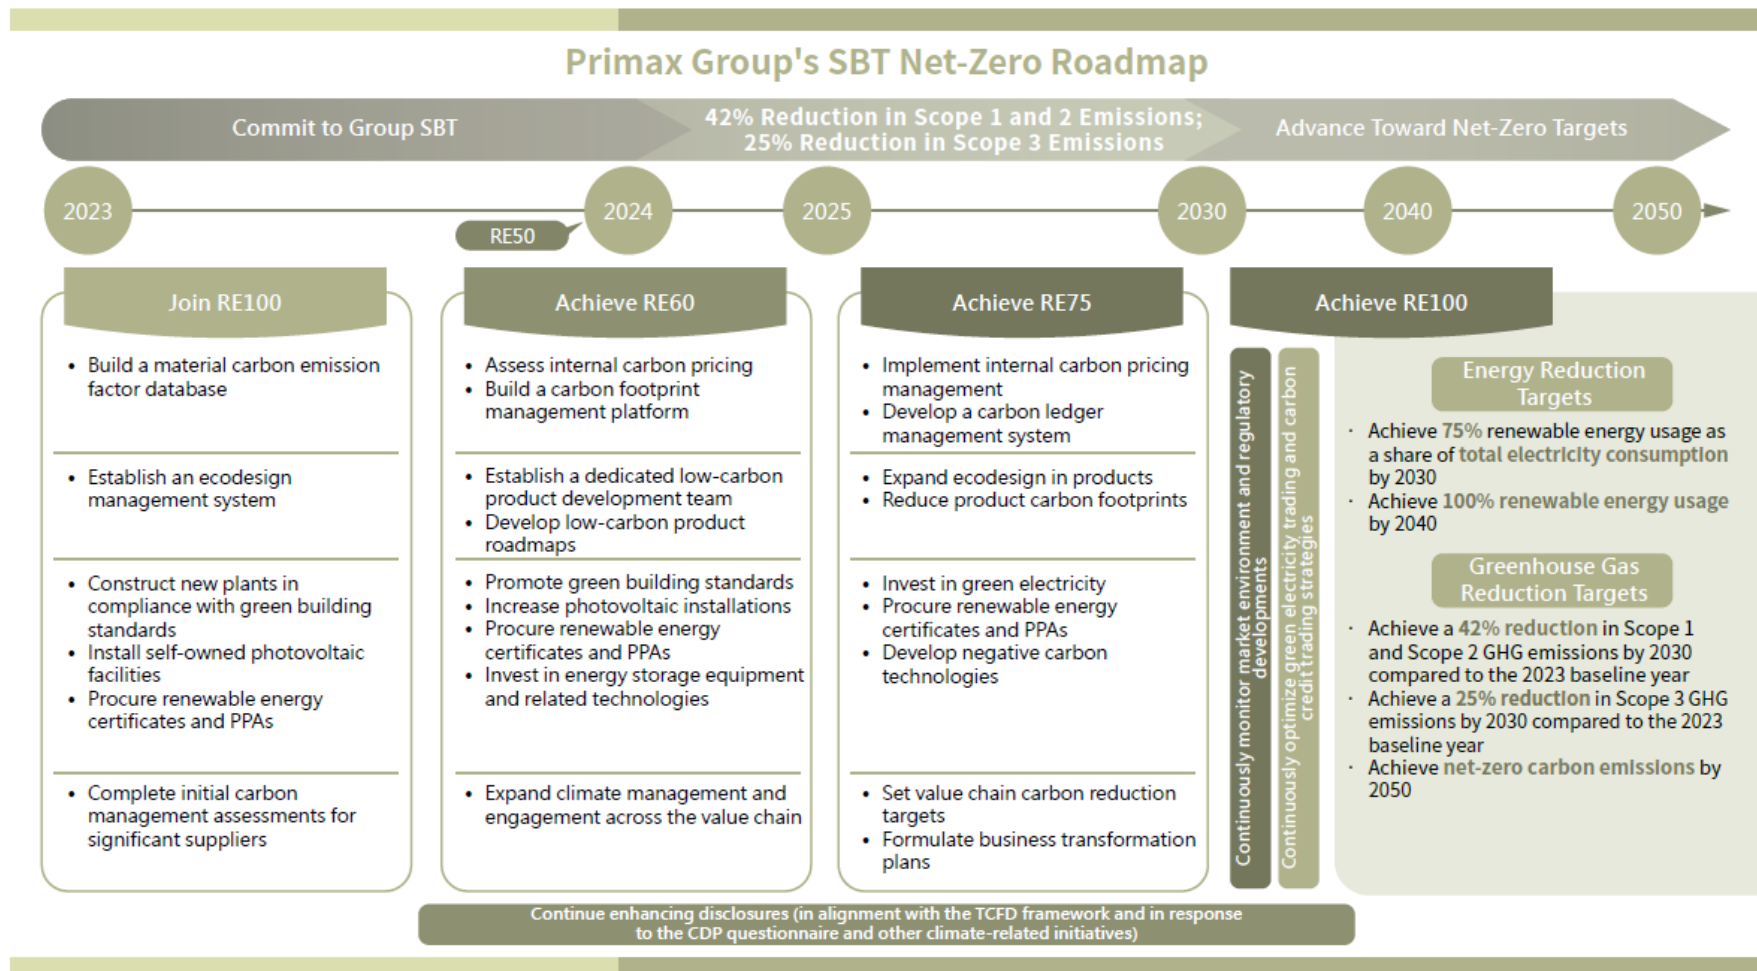 Primax Group's SBT Net-Zero Roadmap
Commit to Group SBT
42% Reduction in Scope 1 and 2 Emissions;
25% Reduction in Scope 3 Emissions
Advance Toward Net-Zero Targets
2023
2024
2025
2030
2040
2050
RE50
Join RE100
• Build a material carbon emission
factor database
• Establish an ecodesign
management system
• Construct new plants in
compliance with green building
standards
• Install self-owned photovoltaic
facilities
• Procure renewable energy
certificates and PPAs
• Complete initial carbon
management assessments for
significant suppliers
Achieve RE60
• Assess internal carbon pricing
• Build a carbon footprint
management platform
• Establish a dedicated low-carbon
product development team
• Develop low-carbon product
roadmaps
• Promote green building standards
• Increase photovoltaic installations
• Procure renewable energy
certificates and PPAs
• Invest in energy storage equipment
and related technologies
• Expand climate management and
engagement across the value chain
Achieve RE75
• Implement internal carbon pricing
management
• Develop a carbon ledger
management system
• Expand ecodesign in products
• Reduce product carbon footprints
• Invest in green electricity
• Procure renewable energy
certificates and PPAs
• Develop negative carbon
technologies
• Set value chain carbon reduction
targets
• Formulate business transformation
plans
Achieve RE100
Continuously monitor market environment and regulatory
developments
Continuously optimize green electricity trading and carbon
credit trading strategies
Energy Reduction
Targets
· Achieve 75% renewable energy usage as
a share of total electricity consumption
by 2030
· Achieve 100% renewable energy usage
by 2040
Greenhouse Gas
Reduction Targets
· Achieve a 42% reduction in Scope 1
and Scope 2 GHG emissions by 2030
compared to the 2023 baseline year
· Achieve a 25% reduction in Scope 3 GHG
emissions by 2030 compared to the 2023
baseline year
· Achieve net-zero carbon emissions by
2050
Continue enhancing disclosures (in alignment with the TCFD framework and in response
to the CDP questionnaire and other climate-related initiatives)